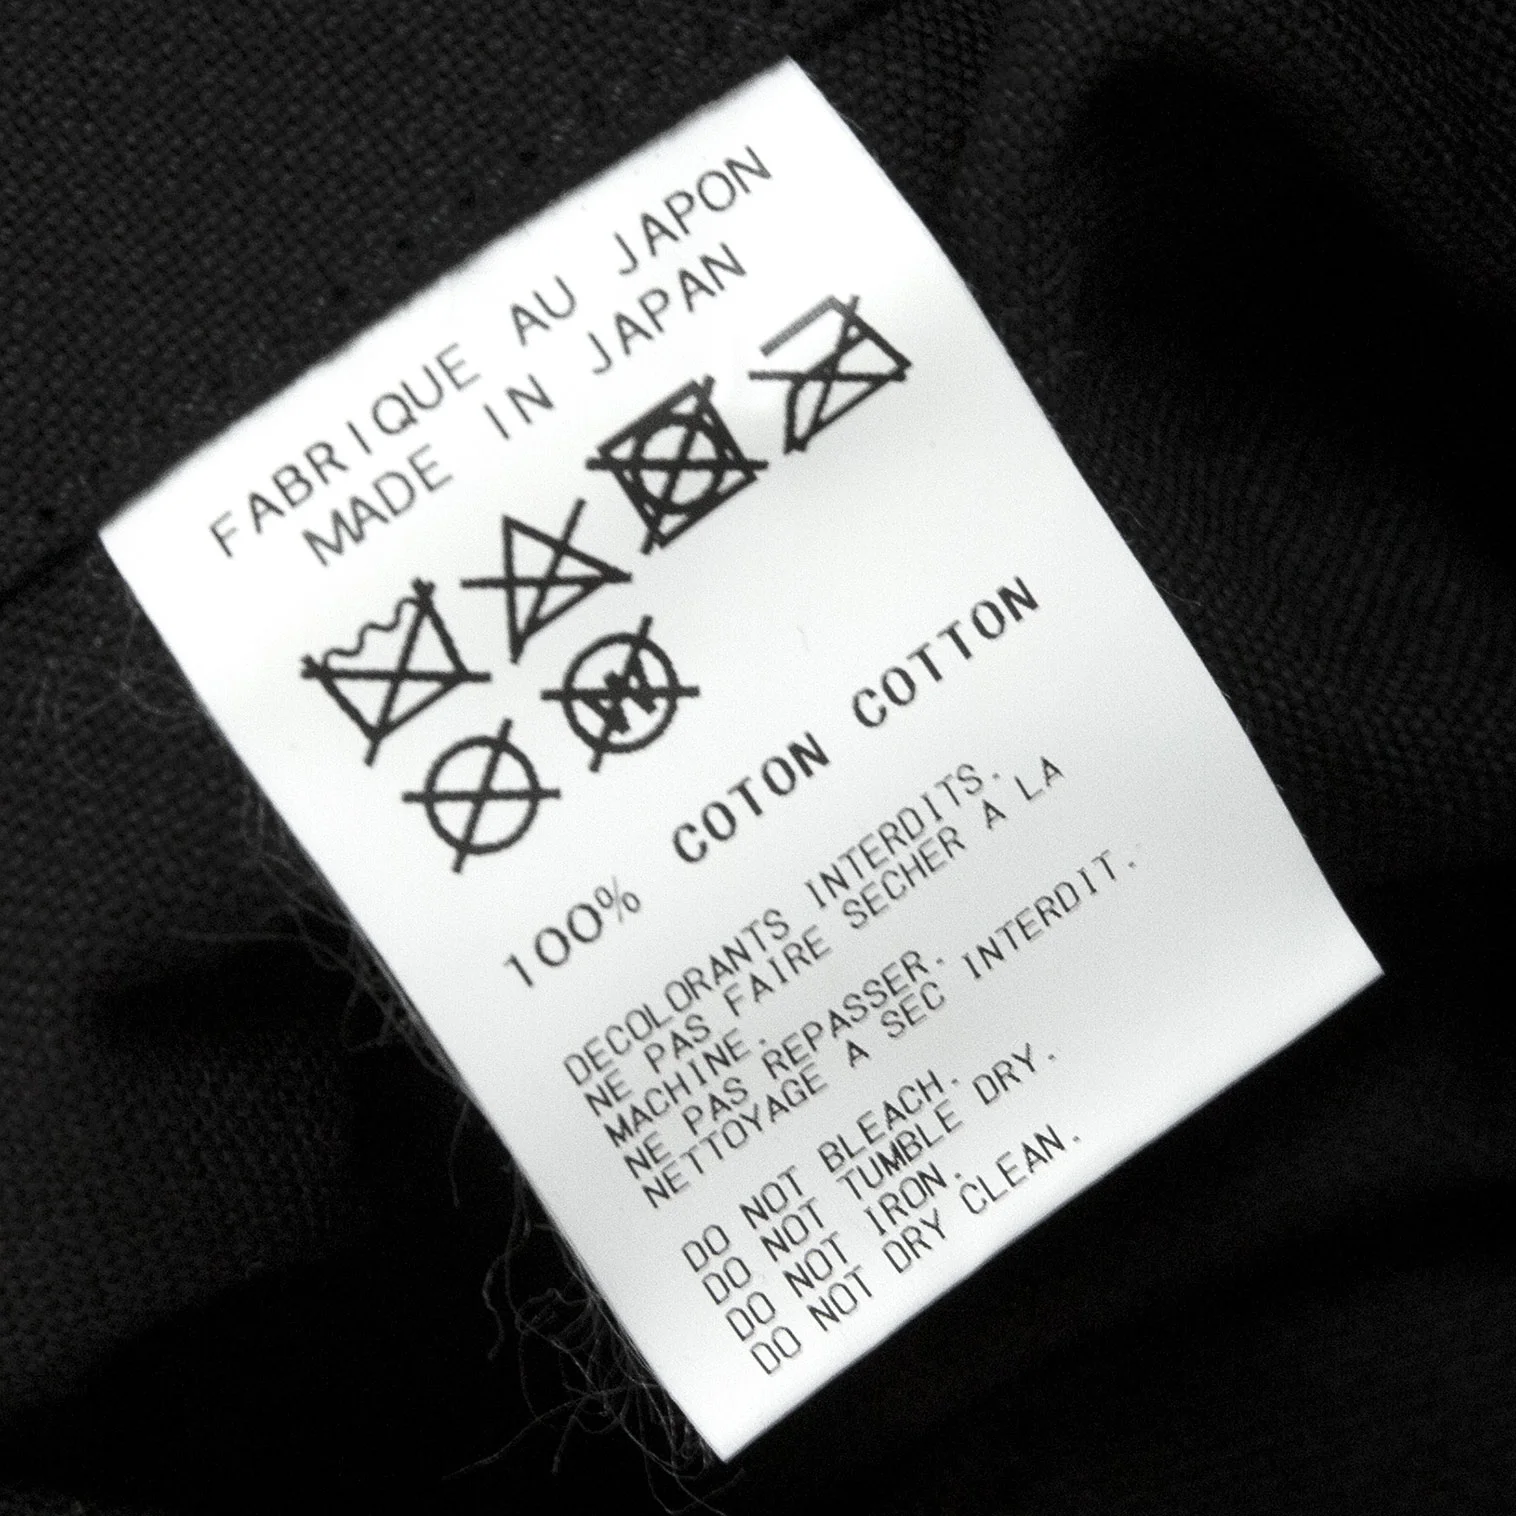 FABRIQUE AU JAPON
MADE IN JAPAN
W
100% COTON COTTON
DECOLORANTS INTERDITS.
NE PAS FAIRE SECHER A LA
MACHINE.
NE PAS REPASSER.
NETTOYAGE A SEC INTERDIT.
DO NOT BLEACH.
DO NOT TUMBLE DRY.
DO NOT IRON.
DO NOT DRY CLEAN.